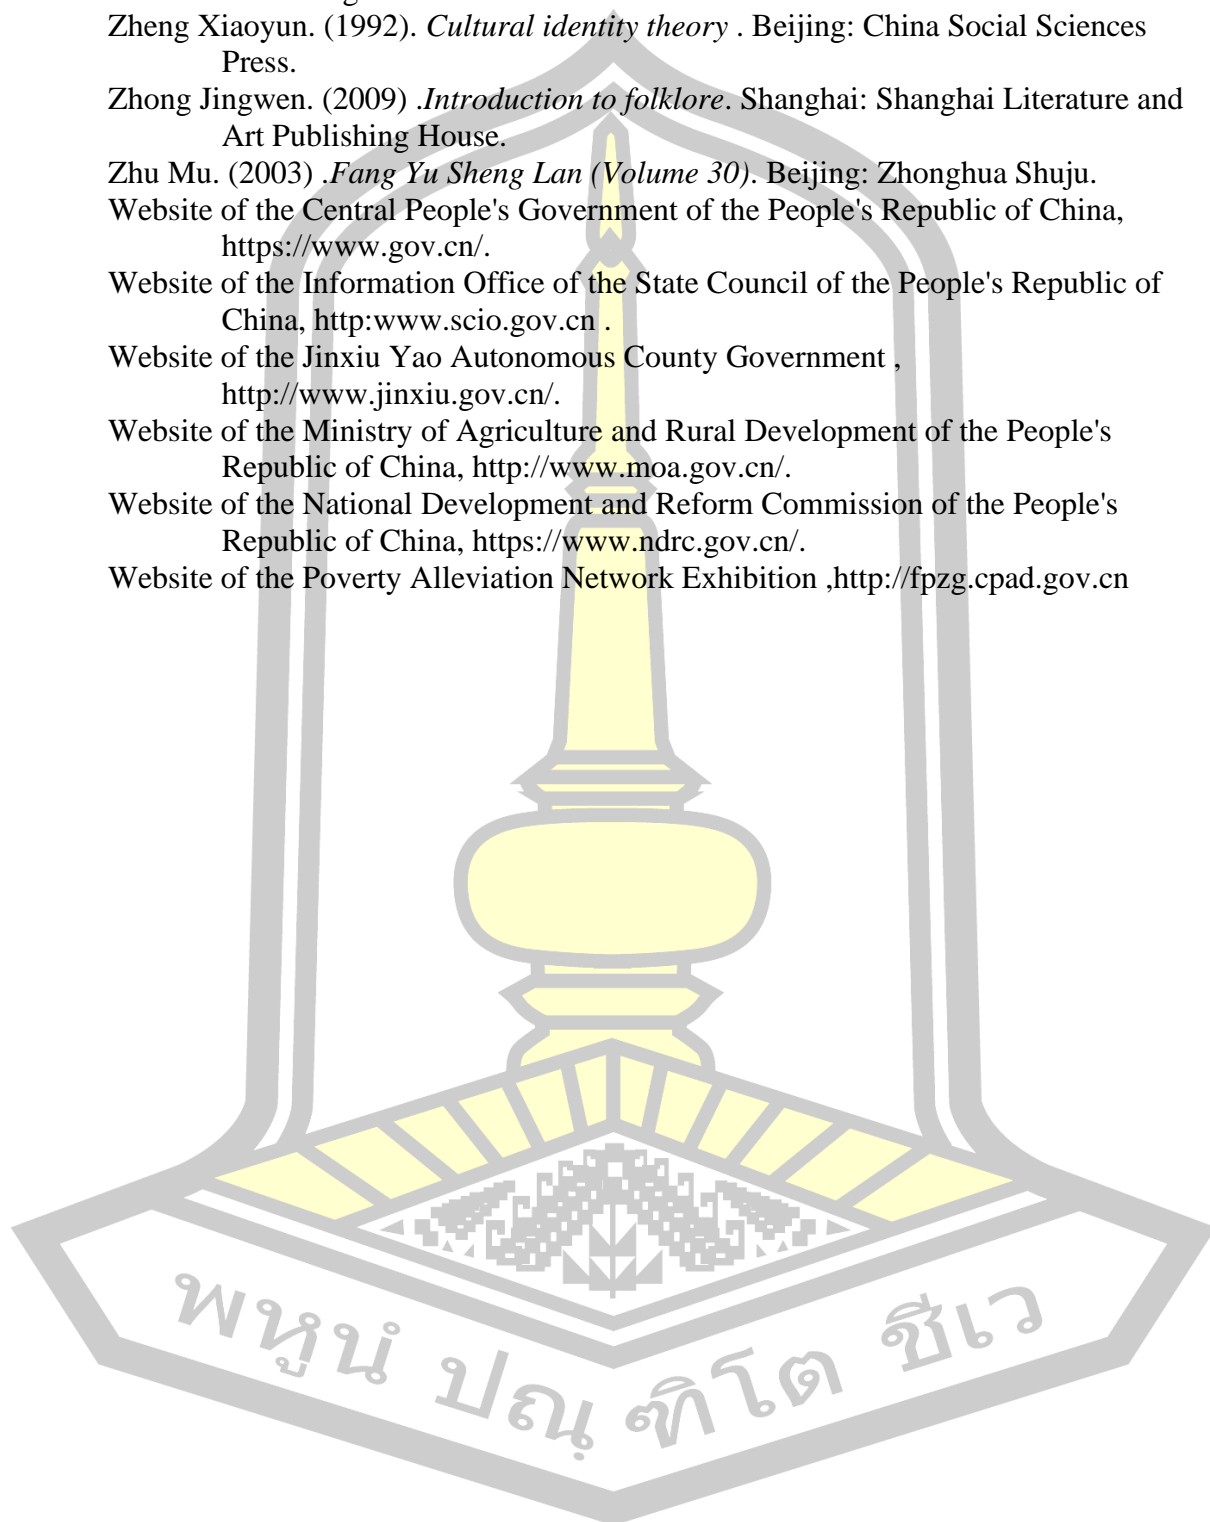 Zheng Xiaoyun. (1992). Cultural identity theory . Beijing: China Social Sciences
Press.
Zhong Jingwen. (2009) .Introduction to folklore. Shanghai: Shanghai Literature and
Art Publishing House.
Zhu Mu. (2003) .Fang Yu Sheng Lan (Volume 30). Beijing: Zhonghua Shuju.
Website of the Central People's Government of the People's Republic of China,
https://www.gov.cn/.
Website of the Information Office of the State Council of the People's Republic of
China, http:www.scio.gov.cn .
Website of the Jinxiu Yao Autonomous County Government ,
http://www.jinxiu.gov.cn/.
Website of the Ministry of Agriculture and Rural Development of the People's
Republic of China, http://www.moa.gov.cn/.
Website of the National Development and Reform Commission of the People's
Republic of China, https://www.ndrc.gov.cn/.
Website of the Poverty Alleviation Network Exhibition ,http://fpzg.cpad.gov.cn
พหูนํ ปณฺฑิโต ชีเว